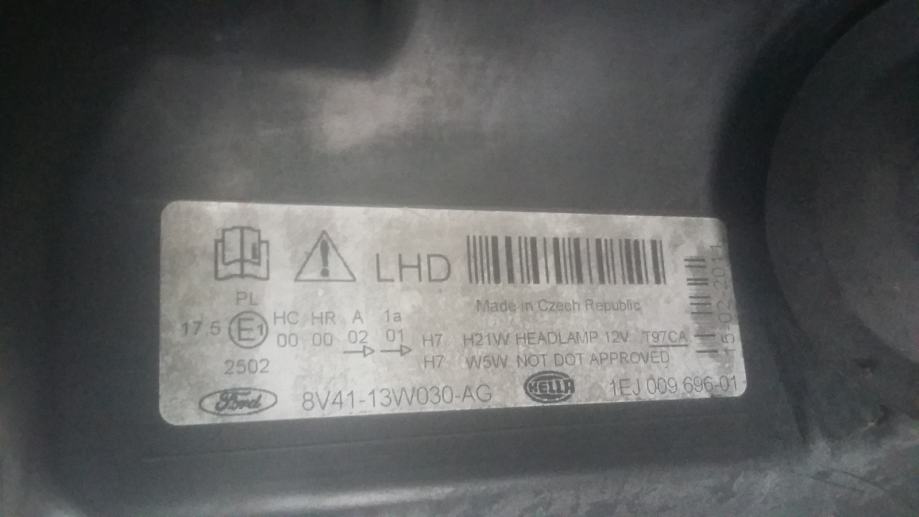 LHD
Made in Czech Republic
PL
17.5 E1 HC HR A 1a
00 00 02 01
2502
H7 H21W HEADLAMP 12V T97CA
H7 W5W NOT DOT APPROVED
Ford 8V41-13W030-AG HELLA 1EJ 009 696-01
15 02 2011